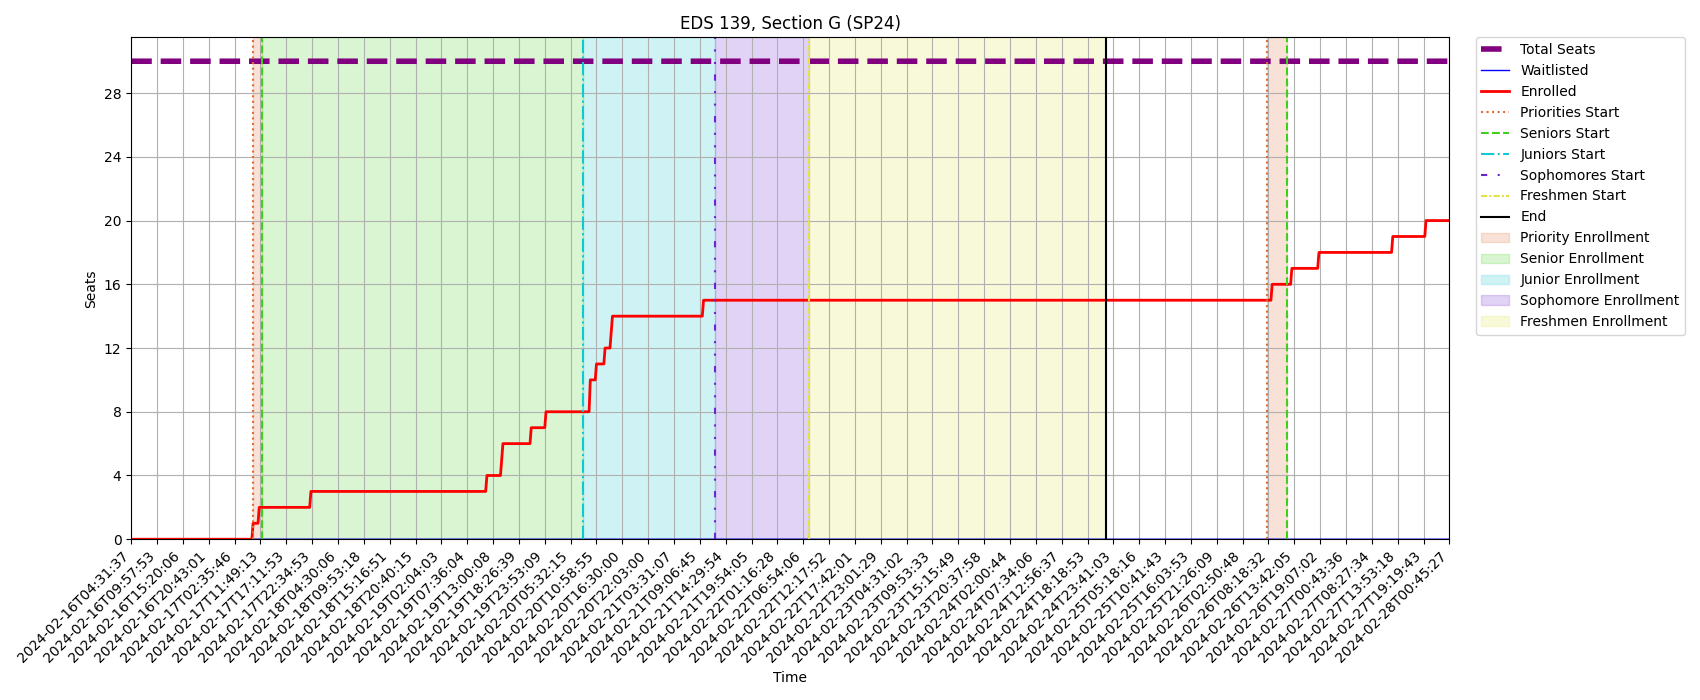 EDS 139, Section G (SP24)
Seats
28
24
20
16
12
8
4
0
2024-02-16T04:31:37
2024-02-16T09:57:53
2024-02-16T15:20:06
2024-02-16T20:43:01
2024-02-17T02:35:46
2024-02-17T11:49:13
2024-02-17T17:11:53
2024-02-17T22:34:53
2024-02-18T04:30:06
2024-02-18T09:53:18
2024-02-18T15:16:51
2024-02-18T20:40:15
2024-02-19T02:04:03
2024-02-19T07:36:04
2024-02-19T13:00:08
2024-02-19T18:26:39
2024-02-19T23:53:09
2024-02-20T05:32:15
2024-02-20T10:58:55
2024-02-20T16:30:00
2024-02-20T22:03:00
2024-02-21T03:31:07
2024-02-21T09:06:45
2024-02-21T14:29:54
2024-02-21T19:54:05
2024-02-22T01:16:28
2024-02-22T06:54:06
2024-02-22T12:17:52
2024-02-22T17:42:01
2024-02-22T23:01:29
2024-02-23T04:31:02
2024-02-23T09:53:33
2024-02-23T15:15:49
2024-02-23T20:37:58
2024-02-24T02:00:44
2024-02-24T07:34:06
2024-02-24T12:56:37
2024-02-24T18:18:53
2024-02-24T23:41:03
2024-02-25T05:18:16
2024-02-25T10:41:43
2024-02-25T16:03:53
2024-02-25T21:26:09
2024-02-26T02:50:48
2024-02-26T08:18:32
2024-02-26T13:42:05
2024-02-26T19:07:02
2024-02-27T00:43:36
2024-02-27T08:27:34
2024-02-27T13:53:18
2024-02-27T19:19:43
2024-02-28T00:45:27
Time
Total Seats
Waitlisted
Enrolled
Priorities Start
Seniors Start
Juniors Start
Sophomores Start
Freshmen Start
End
Priority Enrollment
Senior Enrollment
Junior Enrollment
Sophomore Enrollment
Freshmen Enrollment